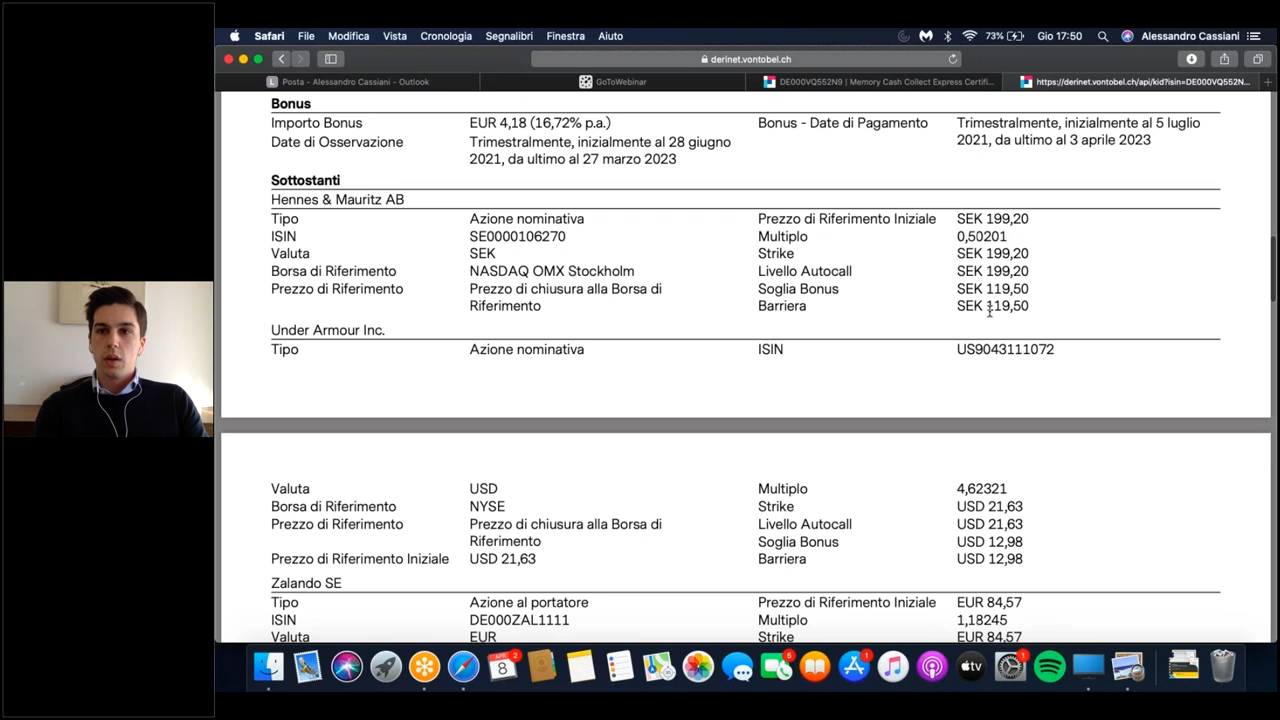 Safari File Modifica Vista Cronologia Segnalibri Finestra Aiuto 73% Gio 17:50 Alessandro Cassiani
derinet.vontobel.ch
Posta - Alessandro Cassiani - Outlook GoToWebinar DE000VQ552N9 | Memory Cash Collect Express Certifi... https://derinet.vontobel.ch/api/kid?isin=DE000VQ552N...
Bonus
Importo Bonus EUR 4,18 (16,72% p.a.) Bonus - Date di Pagamento Trimestralmente, inizialmente al 5 luglio
2021, da ultimo al 3 aprile 2023
Date di Osservazione Trimestralmente, inizialmente al 28 giugno
2021, da ultimo al 27 marzo 2023
Sottostanti
Hennes & Mauritz AB
Tipo Azione nominativa Prezzo di Riferimento Iniziale SEK 199,20
ISIN SE0000106270 Multiplo 0,50201
Valuta SEK Strike SEK 199,20
Borsa di Riferimento NASDAQ OMX Stockholm Livello Autocall SEK 199,20
Prezzo di Riferimento Prezzo di chiusura alla Borsa di Soglia Bonus SEK 119,50
Riferimento Barriera SEK 119,50
Under Armour Inc.
Tipo Azione nominativa ISIN US9043111072
Valuta USD Multiplo 4,62321
Borsa di Riferimento NYSE Strike USD 21,63
Prezzo di Riferimento Prezzo di chiusura alla Borsa di Livello Autocall USD 21,63
Riferimento Soglia Bonus USD 12,98
Prezzo di Riferimento Iniziale USD 21,63 Barriera USD 12,98
Zalando SE
Tipo Azione al portatore Prezzo di Riferimento Iniziale EUR 84,57
ISIN DE000ZAL1111 Multiplo 1,18245
Valuta EUR Strike EUR 84,57
APR 2 5 1 1
8
tv